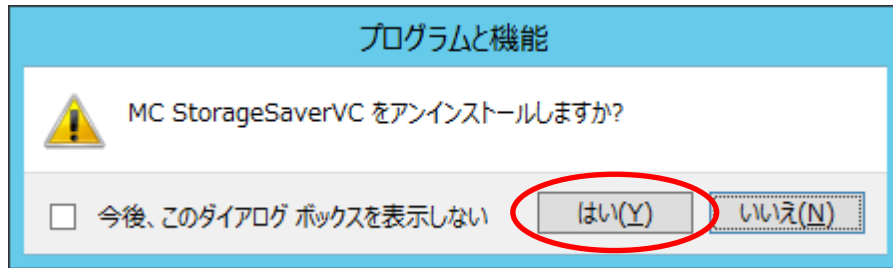 プログラムと機能
MC StorageSaverVC をアンインストールしますか?
今後、このダイアログ ボックスを表示しない はい(Y) いいえ(N)